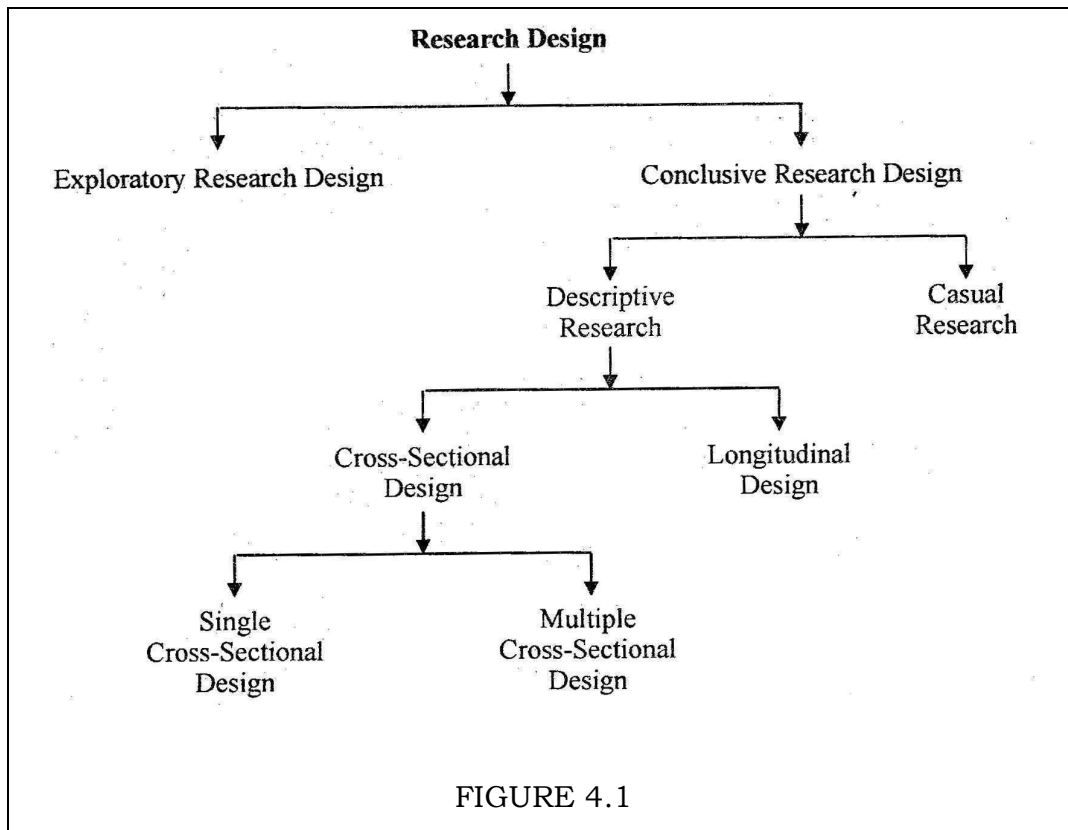 Research Design
Exploratory Research Design
Conclusive Research Design
Descriptive
Research
Casual
Research
Cross-Sectional
Design
Longitudinal
Design
Single
Cross-Sectional
Design
Multiple
Cross-Sectional
Design
FIGURE 4.1